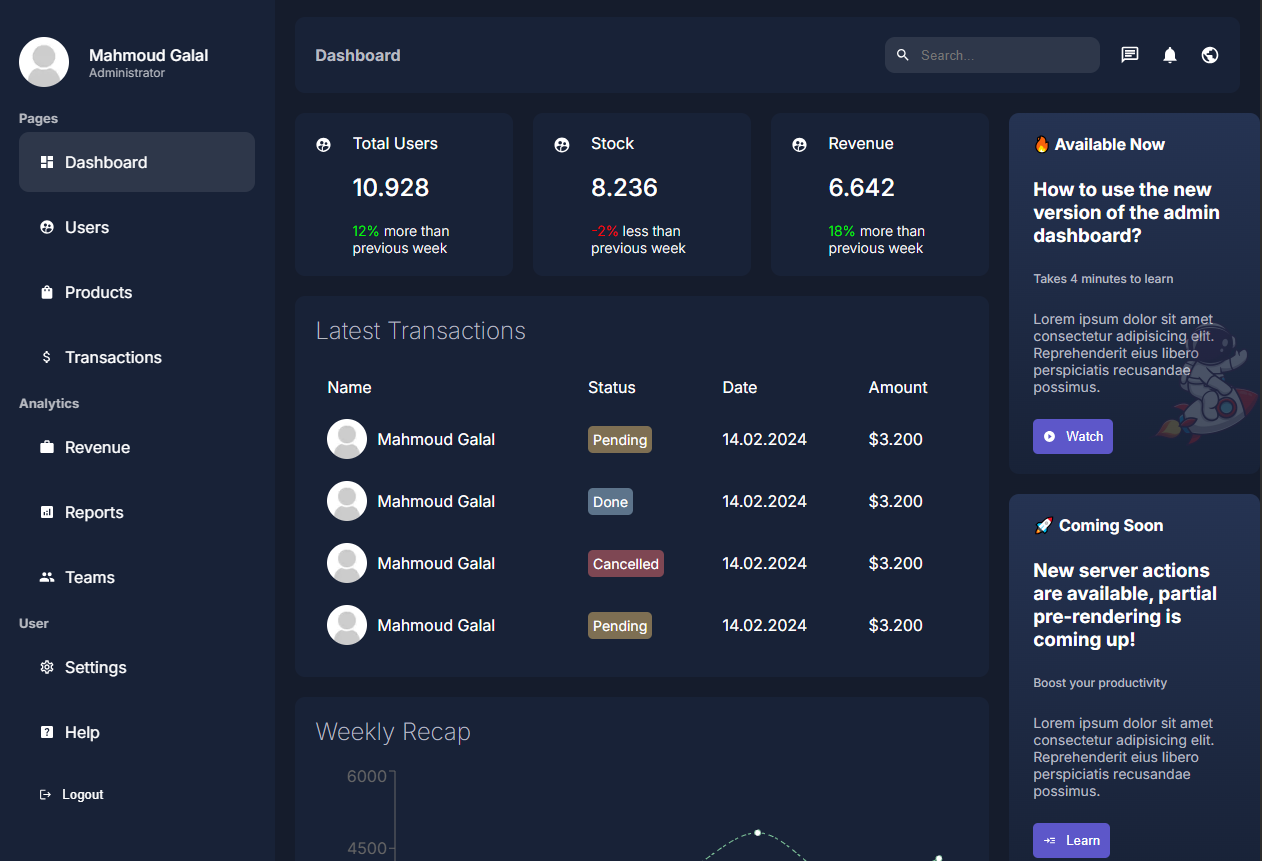 Mahmoud Galal
Administrator
Pages
Dashboard
Users
Products
Transactions
Analytics
Revenue
Reports
Teams
User
Settings
Help
Logout
Dashboard
Search...
Total Users
10.928
12% more than
previous week
Stock
8.236
-2% less than
previous week
Revenue
6.642
18% more than
previous week
Latest Transactions
Name Status Date Amount
Mahmoud Galal Pending 14.02.2024 $3.200
Mahmoud Galal Done 14.02.2024 $3.200
Mahmoud Galal Cancelled 14.02.2024 $3.200
Mahmoud Galal Pending 14.02.2024 $3.200
Weekly Recap
6000
4500
🔥 Available Now
How to use the new
version of the admin
dashboard?
Takes 4 minutes to learn
Lorem ipsum dolor sit amet
consectetur adipisicing elit.
Reprehenderit eius libero
perspiciatis recusandae
possimus.
Watch
🚀 Coming Soon
New server actions
are available, partial
pre-rendering is
coming up!
Boost your productivity
Lorem ipsum dolor sit amet
consectetur adipisicing elit.
Reprehenderit eius libero
perspiciatis recusandae
possimus.
Learn